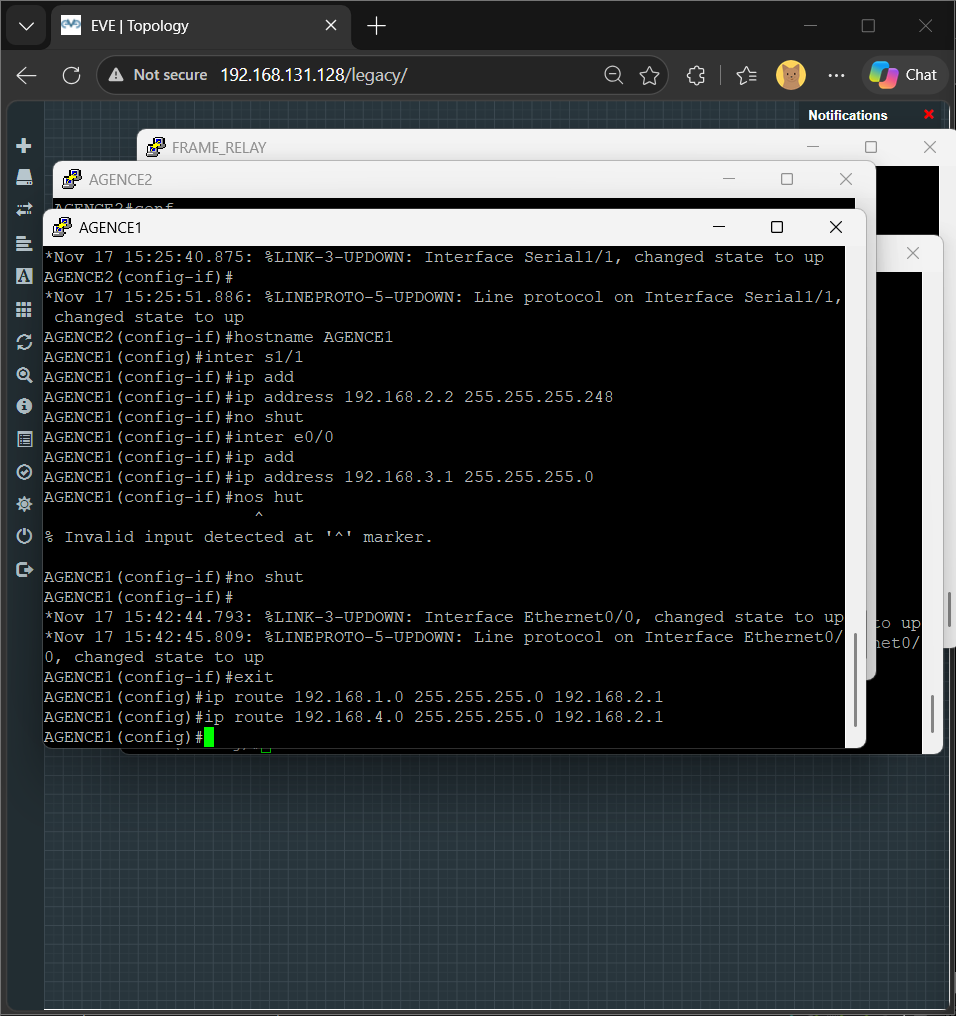 EVE | Topology
Not secure 192.168.131.128/legacy/
Chat
Notifications
FRAME_RELAY
AGENCE2
AGENCE2#conf
AGENCE1
*Nov 17 15:25:40.875: %LINK-3-UPDOWN: Interface Serial1/1, changed state to up
AGENCE2(config-if)#
*Nov 17 15:25:51.886: %LINEPROTO-5-UPDOWN: Line protocol on Interface Serial1/1,
changed state to up
AGENCE2(config-if)#hostname AGENCE1
AGENCE1(config)#inter s1/1
AGENCE1(config-if)#ip add
AGENCE1(config-if)#ip address 192.168.2.2 255.255.255.248
AGENCE1(config-if)#no shut
AGENCE1(config-if)#inter e0/0
AGENCE1(config-if)#ip add
AGENCE1(config-if)#ip address 192.168.3.1 255.255.255.0
AGENCE1(config-if)#nos hut
^
% Invalid input detected at '^' marker.
AGENCE1(config-if)#no shut
AGENCE1(config-if)#
*Nov 17 15:42:44.793: %LINK-3-UPDOWN: Interface Ethernet0/0, changed state to up
*Nov 17 15:42:45.809: %LINEPROTO-5-UPDOWN: Line protocol on Interface Ethernet0/
0, changed state to up
AGENCE1(config-if)#exit
AGENCE1(config)#ip route 192.168.1.0 255.255.255.0 192.168.2.1
AGENCE1(config)#ip route 192.168.4.0 255.255.255.0 192.168.2.1
AGENCE1(config)#
to up
net0/